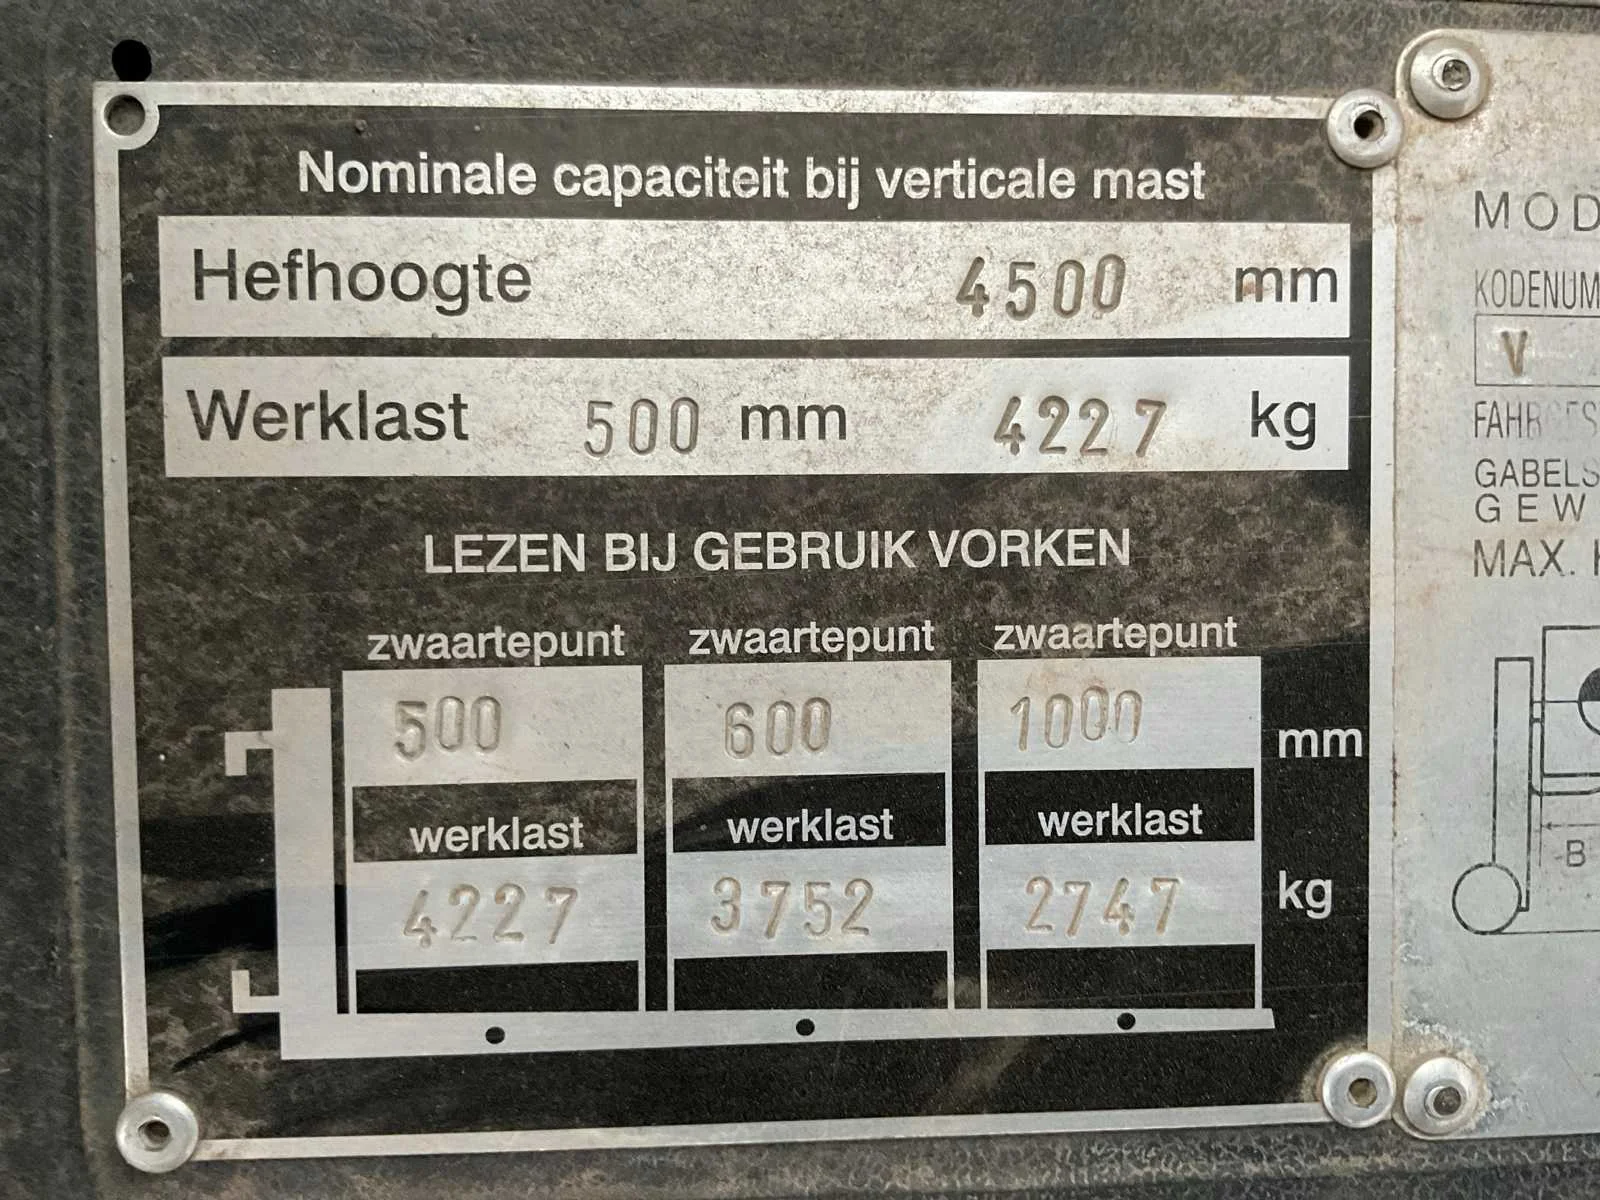 Nominale capaciteit bij verticale mast
Hefhoogte 4500 mm
Werklast 500 mm 4227 kg
LEZEN BIJ GEBRUIK VORKEN
zwaartepunt zwaartepunt zwaartepunt
500 600 1000 mm
werklast werklast werklast
4227 3752 2747 kg
MOD
KODENUM
V
FAHRGES
GABELS
GEW
MAX.
B